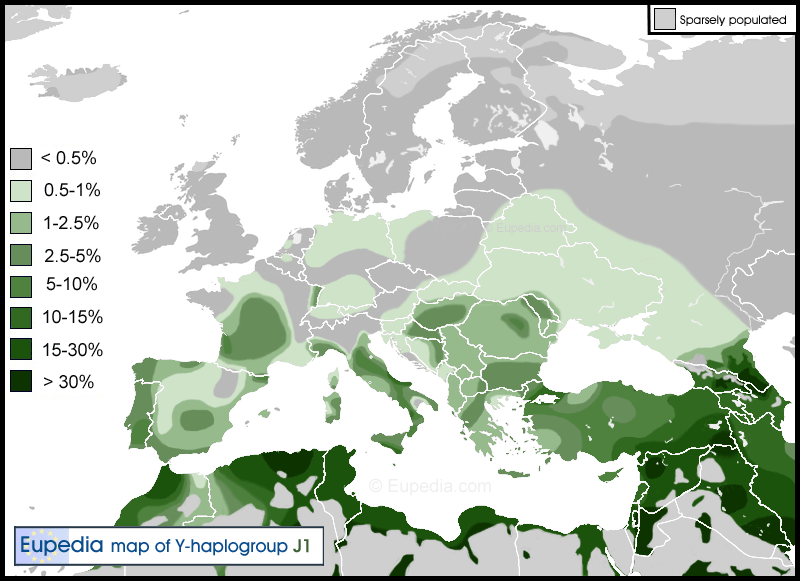 Sparsely populated
< 0.5%
0.5-1%
1-2.5%
2.5-5%
5-10%
10-15%
15-30%
> 30%
© Eupedia.com
© Eupedia.com
Eupedia map of Y-haplogroup J1